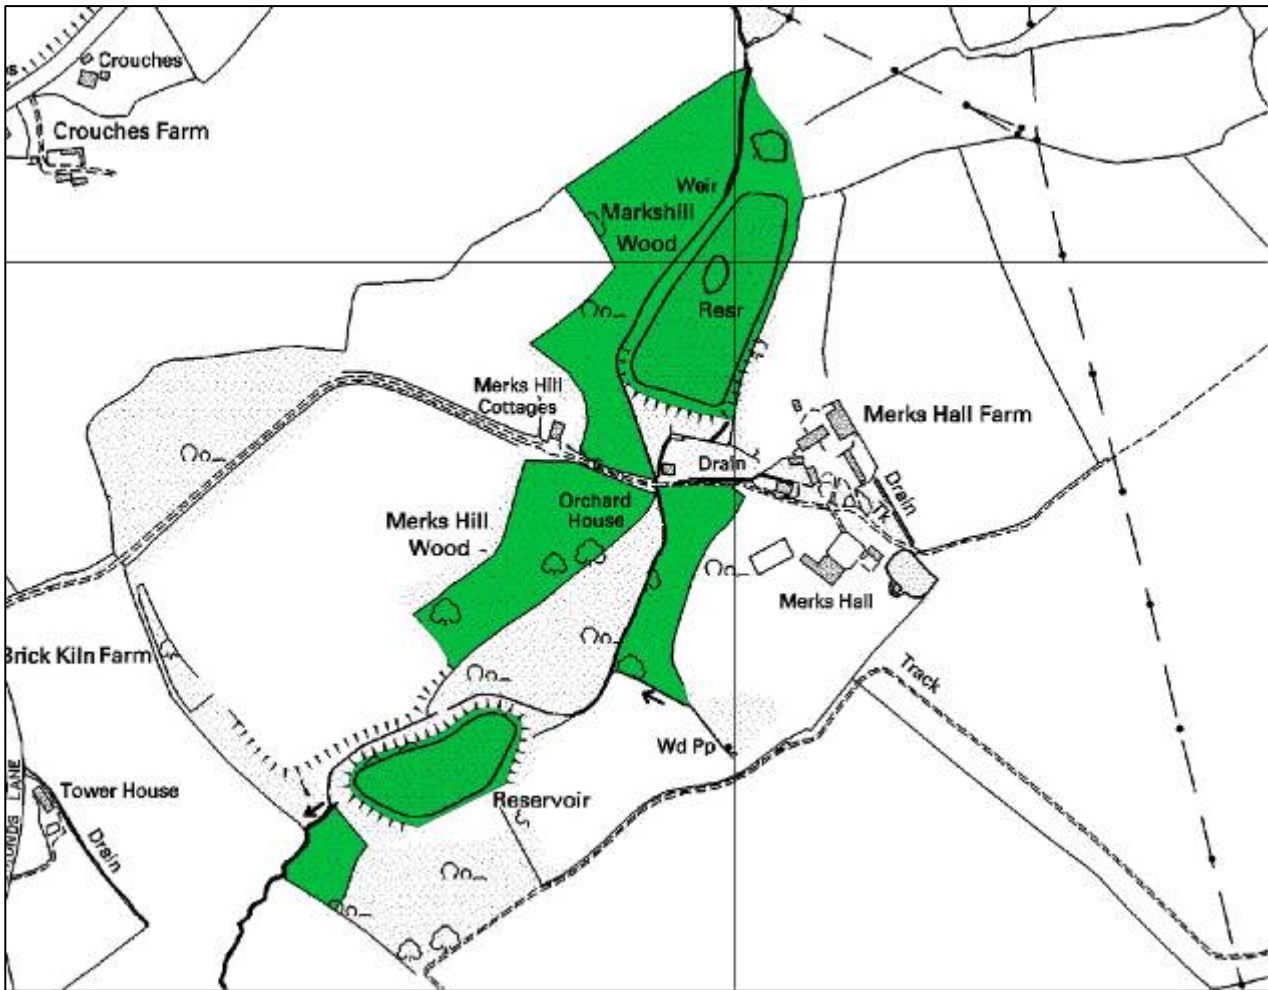 Crouches
Crouches Farm
Weir
Markshill
Wood
Resr
Merks Hill
Cottages
Merks Hall Farm
Drain
Drain
Tk
Orchard
House
Merks Hill
Wood
Merks Hall
Brick Kiln Farm
Track
Wd Pp
Tower House
Reservoir
Drain
LANE